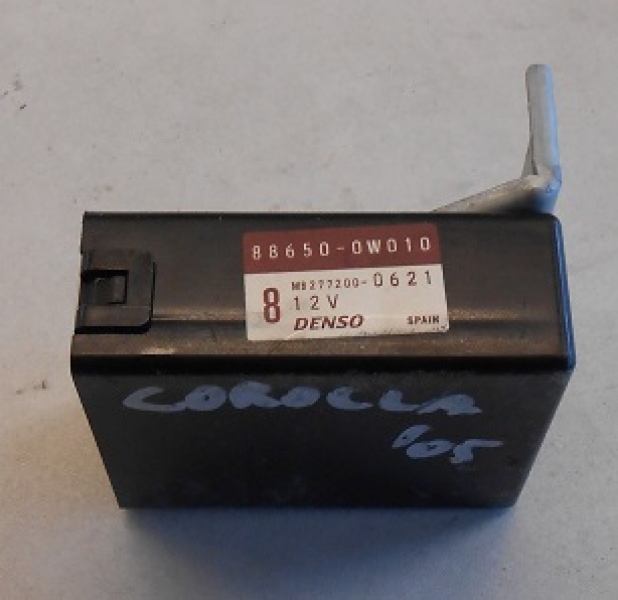 88650-0W010
MB277200-0621
8 12V
DENSO SPAIN
COROLLA
'05